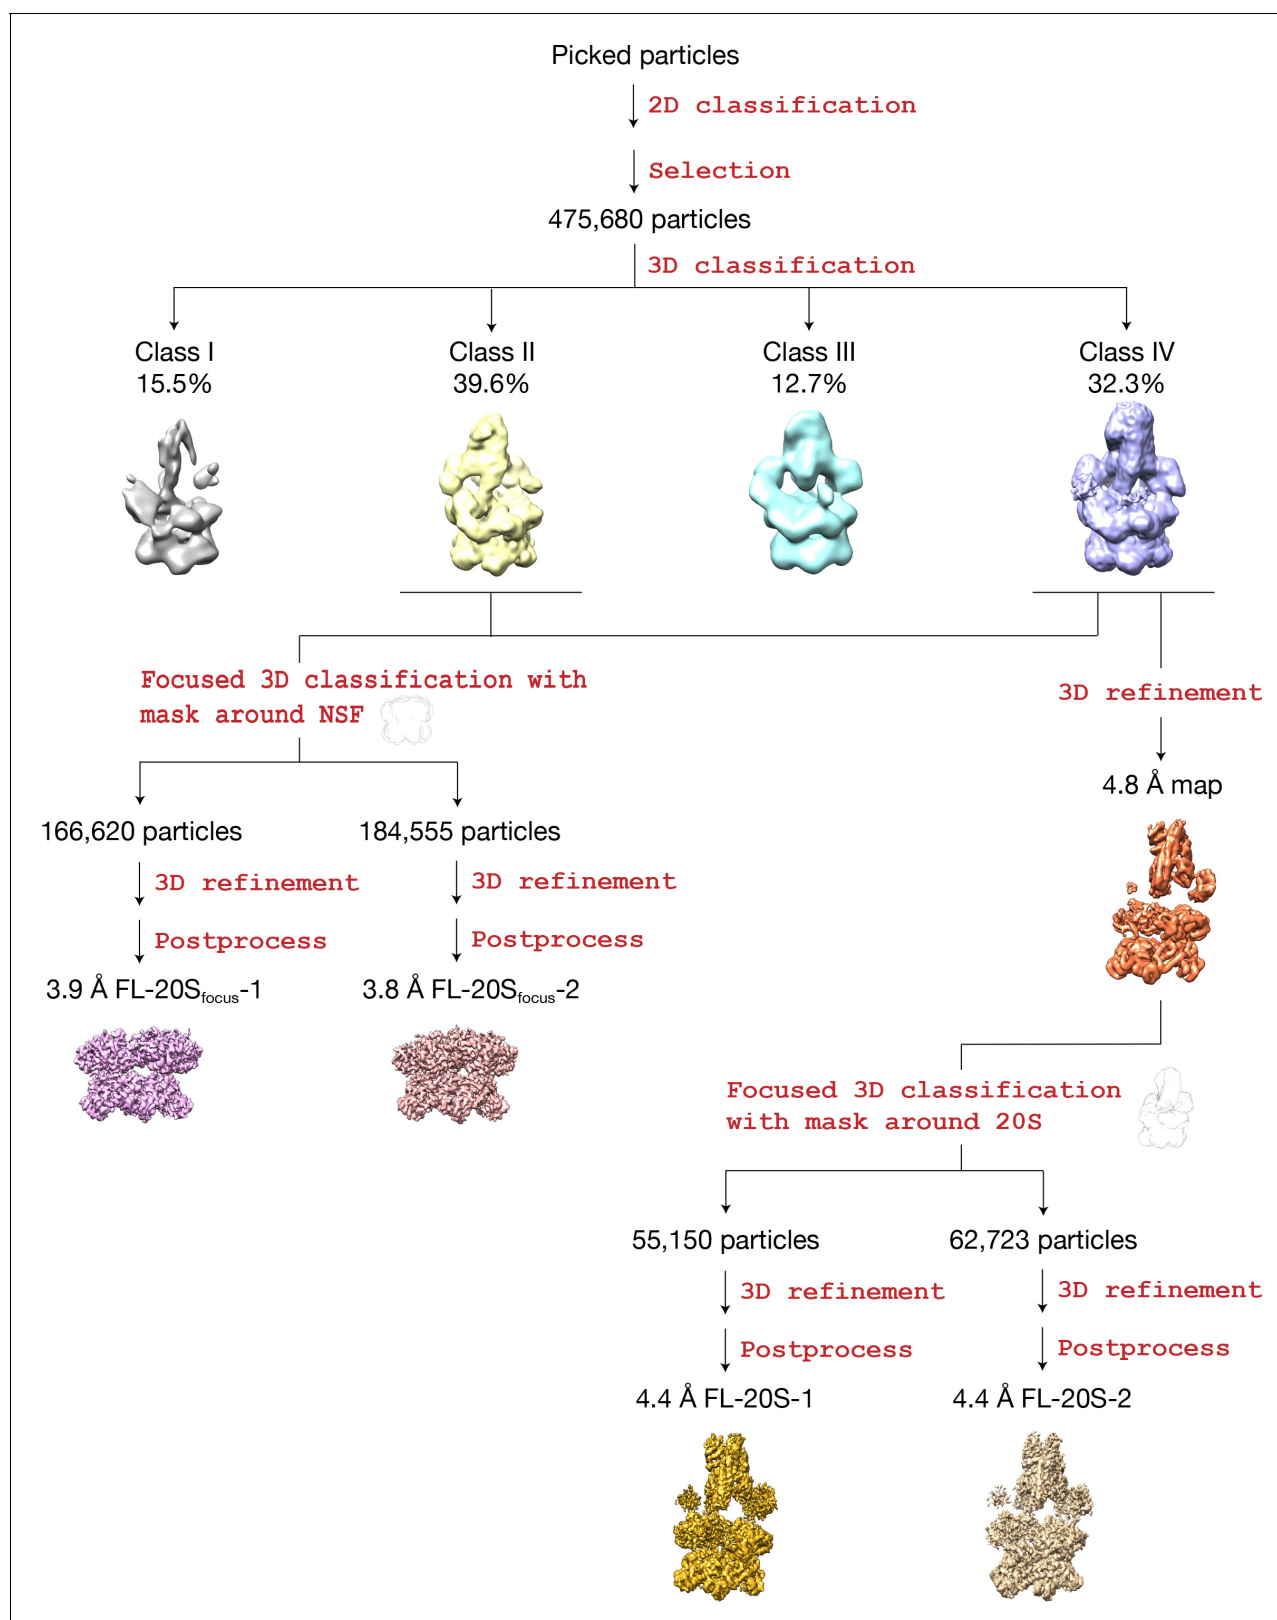 Picked particles
2D classification
Selection
475,680 particles
3D classification
Class I
15.5%
Class II
39.6%
Class III
12.7%
Class IV
32.3%
Focused 3D classification with
mask around NSF
3D refinement
4.8 Å map
166,620 particles
184,555 particles
3D refinement
3D refinement
Postprocess
Postprocess
3.9 Å FL-20Sfocus-1
3.8 Å FL-20Sfocus-2
Focused 3D classification
with mask around 20S
55,150 particles
62,723 particles
3D refinement
3D refinement
Postprocess
Postprocess
4.4 Å FL-20S-1
4.4 Å FL-20S-2